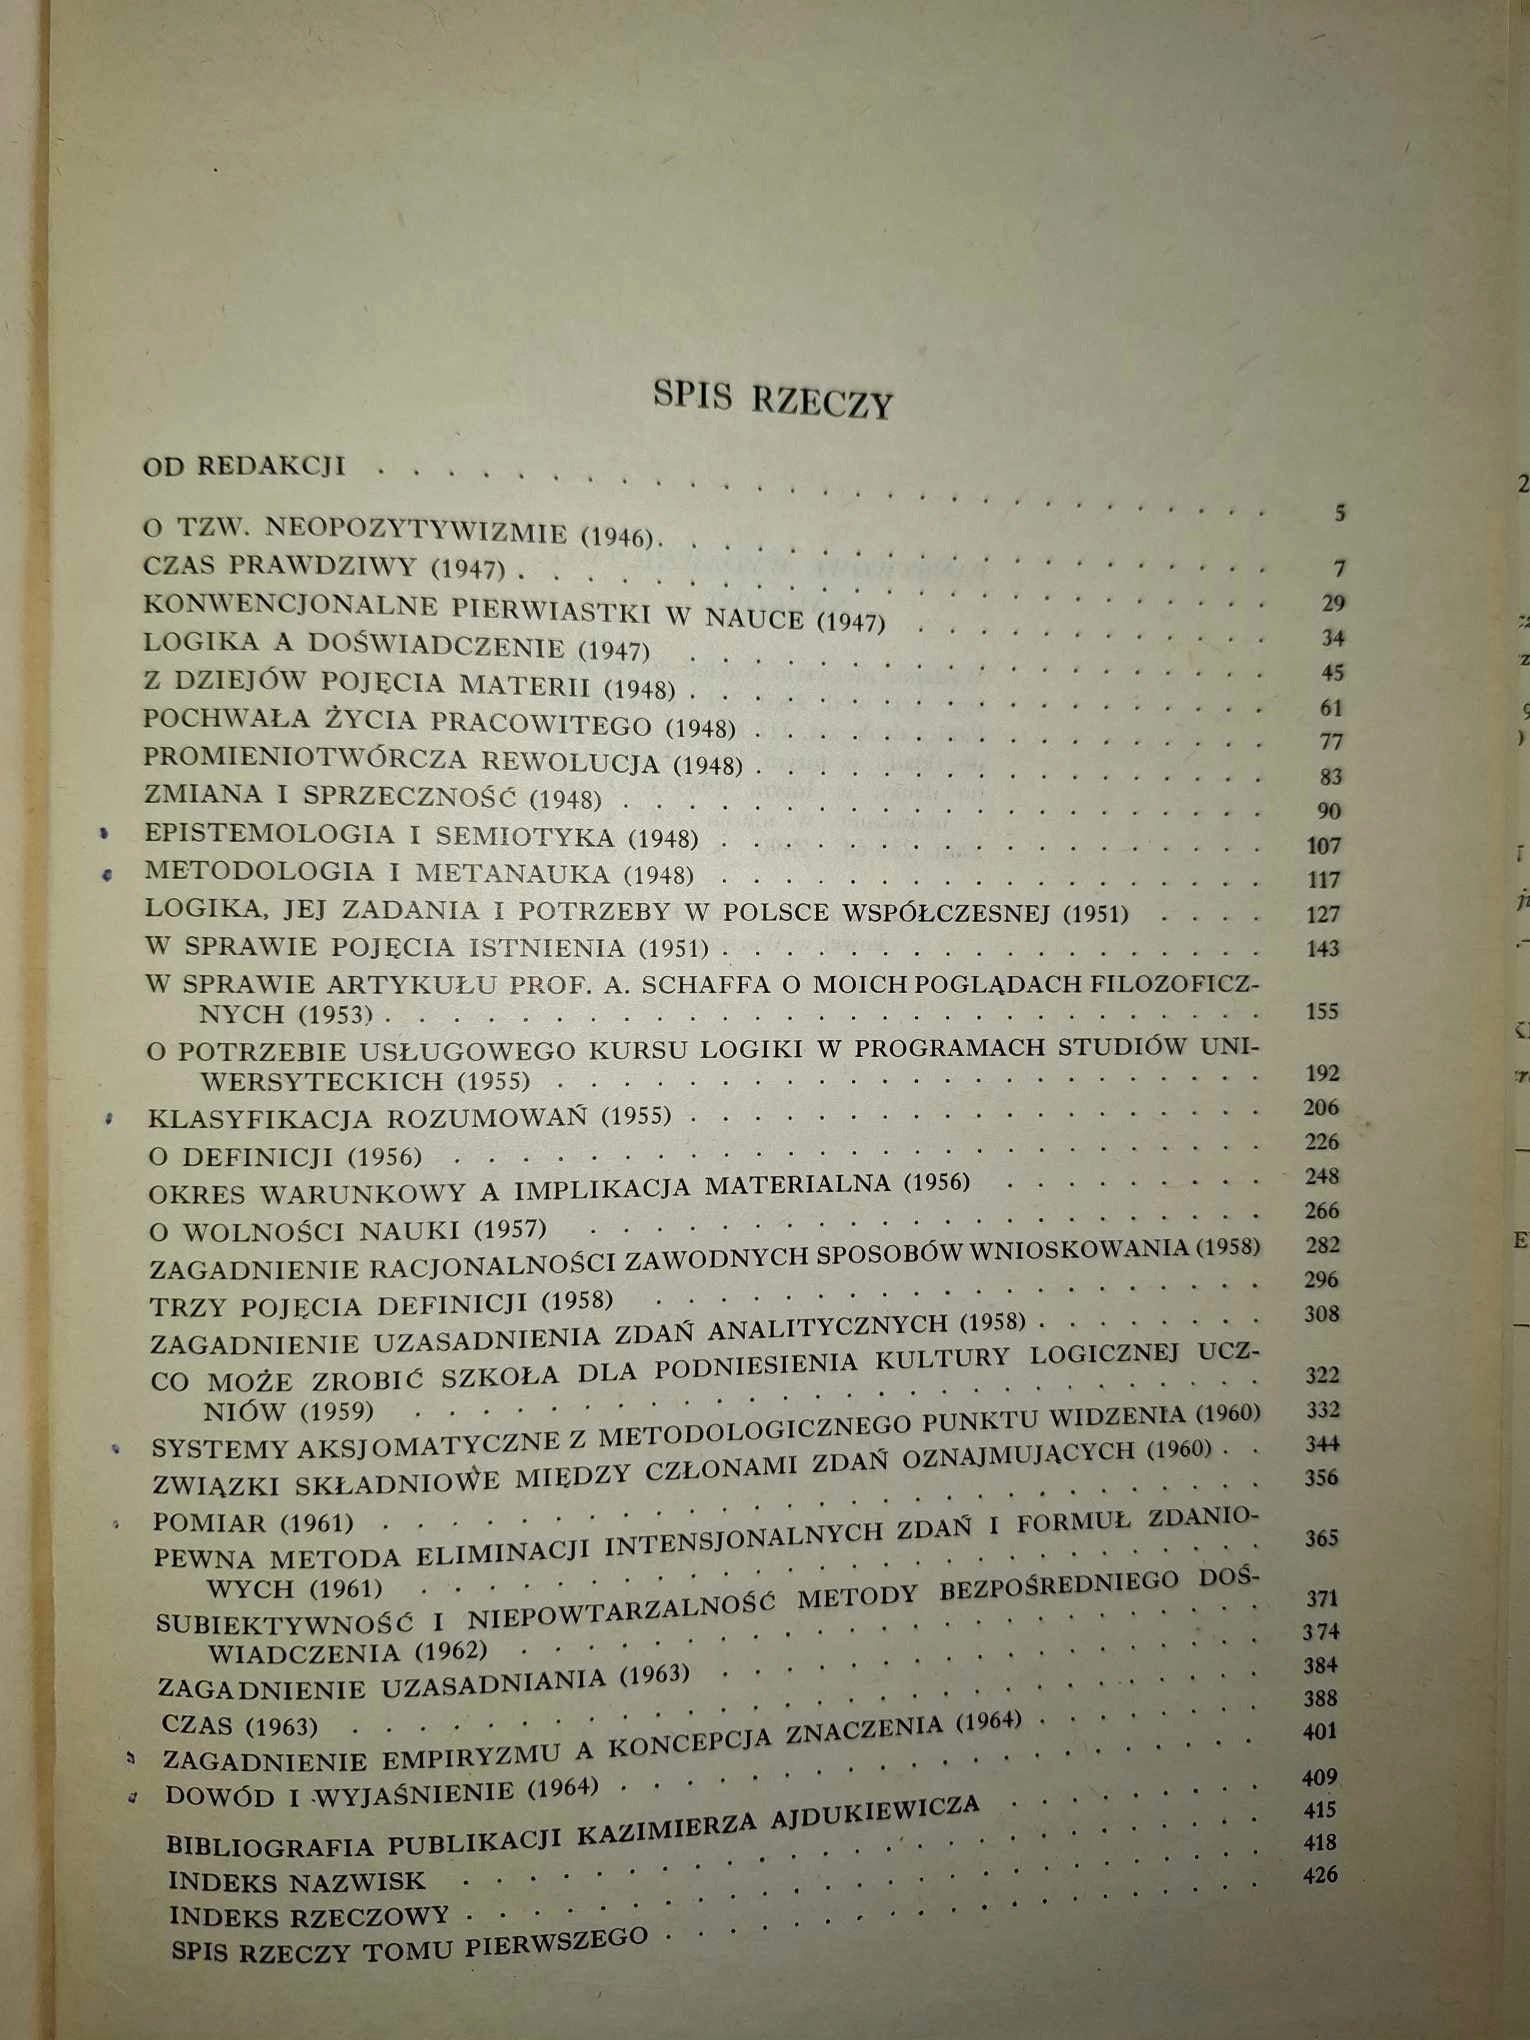 SPIS RZECZY
OD REDAKCJI . . . . . . . . . . . . . . . . . . . . . . . . . . 5
O TZW. NEOPOZYTYWIZMIE (1946). . . . . . . . . . . . . . . . . . . 7
CZAS PRAWDZIWY (1947) . . . . . . . . . . . . . . . . . . . . . . . 29
KONWENCJONALNE PIERWIASTKI W NAUCE (1947) . . . . . . . . . . . 34
LOGIKA A DOŚWIADCZENIE (1947) . . . . . . . . . . . . . . . . . . 45
Z DZIEJÓW POJĘCIA MATERII (1948) . . . . . . . . . . . . . . . . . . 61
POCHWAŁA ŻYCIA PRACOWITEGO (1948) . . . . . . . . . . . . . . . . 77
PROMIENIOTWÓRCZA REWOLUCJA (1948) . . . . . . . . . . . . . . . . 83
ZMIANA I SPRZECZNOŚĆ (1948) . . . . . . . . . . . . . . . . . . . . 90
EPISTEMOLOGIA I SEMIOTYKA (1948) . . . . . . . . . . . . . . . . . 107
METODOLOGIA I METANAUKA (1948) . . . . . . . . . . . . . . . . . 117
LOGIKA, JEJ ZADANIA I POTRZEBY W POLSCE WSPÓŁCZESNEJ (1951) . . . . 127
W SPRAWIE POJĘCIA ISTNIENIA (1951) . . . . . . . . . . . . . . . . . 143
W SPRAWIE ARTYKUŁU PROF. A. SCHAFFA O MOICH POGLĄDACH FILOZOFICZ-
NYCH (1953) . . . . . . . . . . . . . . . . . . . . . . . . . . . 155
O POTRZEBIE USŁUGOWEGO KURSU LOGIKI W PROGRAMACH STUDIÓW UNI-
WERSYTECKICH (1955) . . . . . . . . . . . . . . . . . . . . . . 192
KLASYFIKACJA ROZUMOWAŃ (1955) . . . . . . . . . . . . . . . . . . 206
O DEFINICJI (1956) . . . . . . . . . . . . . . . . . . . . . . . . . 226
OKRES WARUNKOWY A IMPLIKACJA MATERIALNA (1956) . . . . . . . . 248
O WOLNOŚCI NAUKI (1957) . . . . . . . . . . . . . . . . . . . . . 266
ZAGADNIENIE RACJONALNOŚCI ZAWODNYCH SPOSOBÓW WNIOSKOWANIA (1958) 282
TRZY POJĘCIA DEFINICJI (1958) . . . . . . . . . . . . . . . . . . . 296
ZAGADNIENIE UZASADNIENIA ZDAŃ ANALITYCZNYCH (1958) . . . . . . . 308
CO MOŻE ZROBIĆ SZKOŁA DLA PODNIESIENIA KULTURY LOGICZNEJ UCZ-
NIÓW (1959) . . . . . . . . . . . . . . . . . . . . . . . . . . 322
SYSTEMY AKSJOMATYCZNE Z METODOLOGICZNEGO PUNKTU WIDZENIA (1960) 332
ZWIĄZKI SKŁADNIOWE MIĘDZY CZŁONAMI ZDAŃ OZNAJMUJĄCYCH (1960) . . 344
POMIAR (1961) . . . . . . . . . . . . . . . . . . . . . . . . . . . 356
PEWNA METODA ELIMINACJI INTENSJONALNYCH ZDAŃ I FORMUŁ ZDANIO-
WYCH (1961) . . . . . . . . . . . . . . . . . . . . . . . . . . 365
SUBIEKTYWNOŚĆ I NIEPOWTARZALNOŚĆ METODY BEZPOŚREDNIEGO DOŚ-
WIADCZENIA (1962) . . . . . . . . . . . . . . . . . . . . . . . 371
ZAGADNIENIE UZASADNIANIA (1963) . . . . . . . . . . . . . . . . . 374
CZAS (1963) . . . . . . . . . . . . . . . . . . . . . . . . . . . . 384
ZAGADNIENIE EMPIRYZMU A KONCEPCJA ZNACZENIA (1964) . . . . . . . 388
DOWÓD I WYJAŚNIENIE (1964) . . . . . . . . . . . . . . . . . . . . 401
BIBLIOGRAFIA PUBLIKACJI KAZIMIERZA AJDUKIEWICZA . . . . . . . . 409
INDEKS NAZWISK . . . . . . . . . . . . . . . . . . . . . . . . 415
INDEKS RZECZOWY . . . . . . . . . . . . . . . . . . . . . . . . 418
SPIS RZECZY TOMU PIERWSZEGO . . . . . . . . . . . . . . . . . . 426